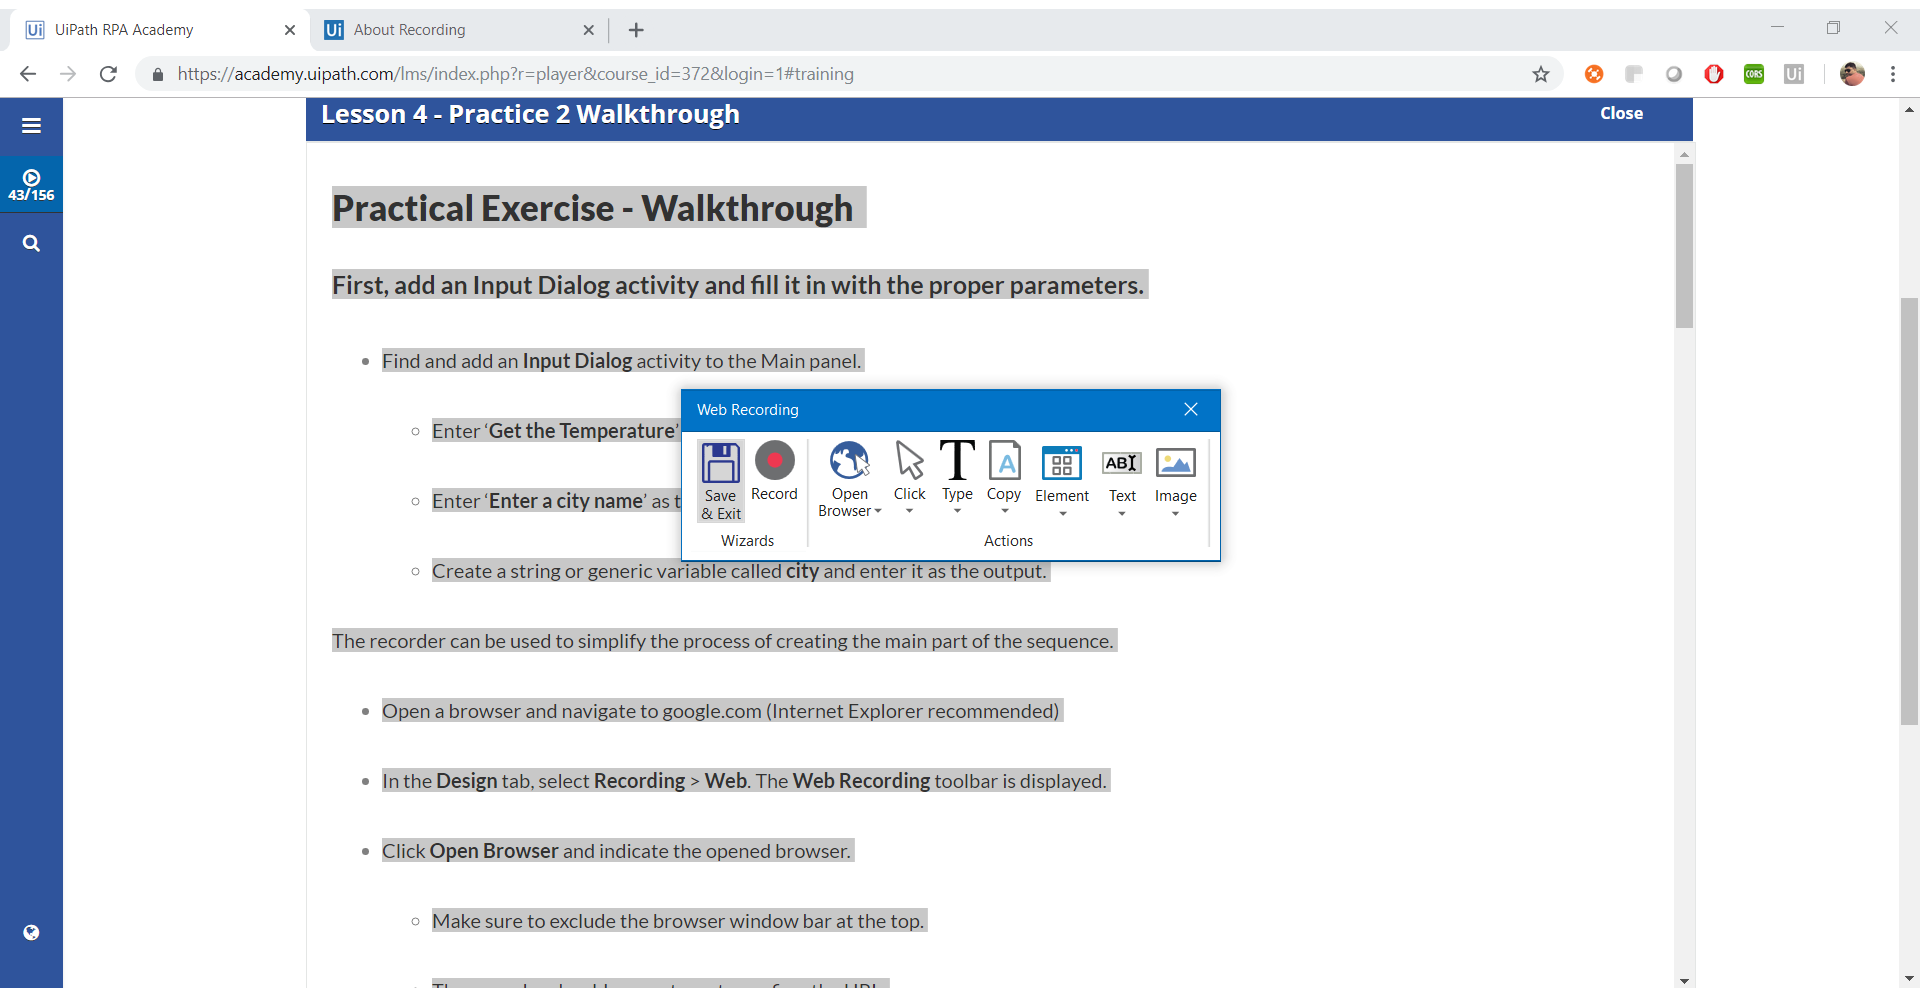 UiPath RPA Academy
About Recording
https://academy.uipath.com/lms/index.php?r=player&course_id=372&login=1#training
CORS
Ui
Lesson 4 - Practice 2 Walkthrough
Close
43/156
Practical Exercise - Walkthrough
First, add an Input Dialog activity and fill it in with the proper parameters.
Find and add an Input Dialog activity to the Main panel.
Enter ‘Get the Temperature’
Enter ‘Enter a city name’ as t
Web Recording
Save & Exit
Record
Open Browser
Click
Type
Copy
Element
Text
Image
Wizards
Actions
Create a string or generic variable called city and enter it as the output.
The recorder can be used to simplify the process of creating the main part of the sequence.
Open a browser and navigate to google.com (Internet Explorer recommended)
In the Design tab, select Recording > Web. The Web Recording toolbar is displayed.
Click Open Browser and indicate the opened browser.
Make sure to exclude the browser window bar at the top.